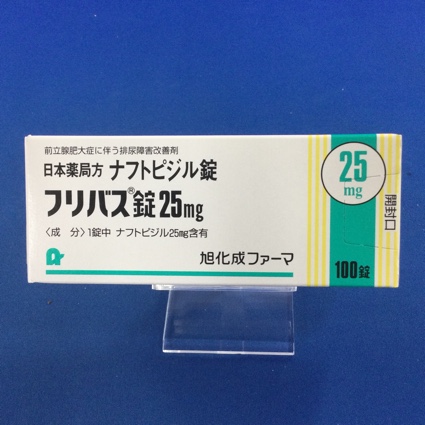 前立腺肥大症に伴う排尿障害改善剤
日本薬局方 ナフトピジル錠
フリバス®錠25mg
〈成 分〉1錠中 ナフトピジル25mg含有
旭化成ファーマ
25
mg
100錠
開封口